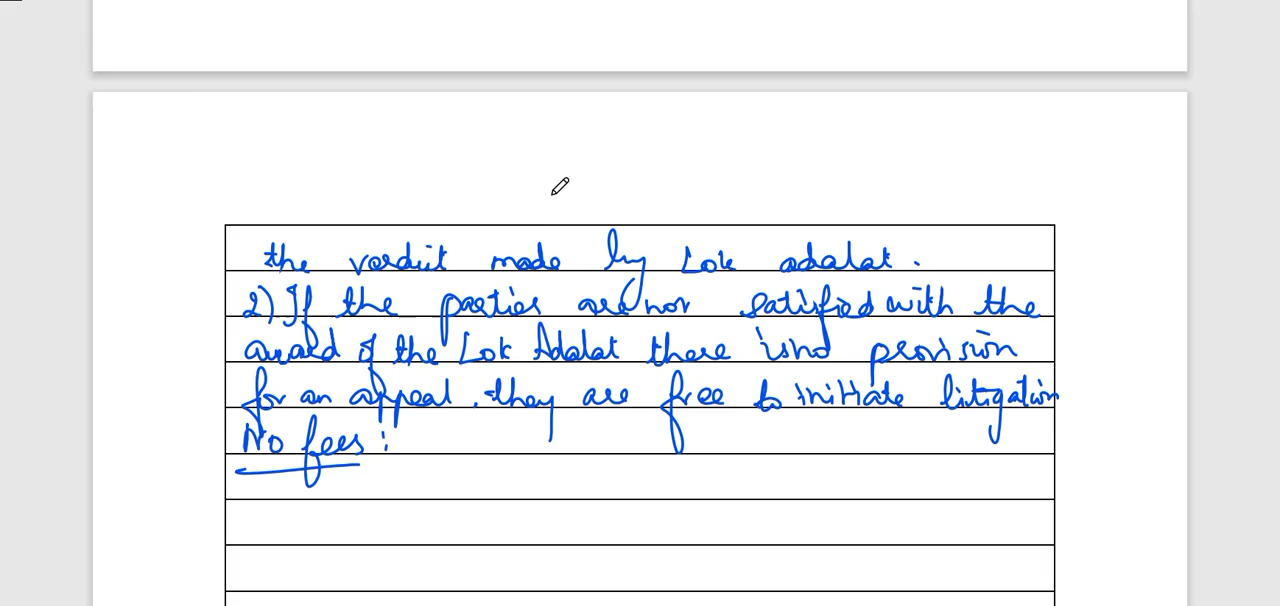 the verdict made by Lok adalat.
2) If the parties are not satisfied with the
award of the Lok Adalat there is no provision
for an appeal. they are free to initiate litigation
No fees: